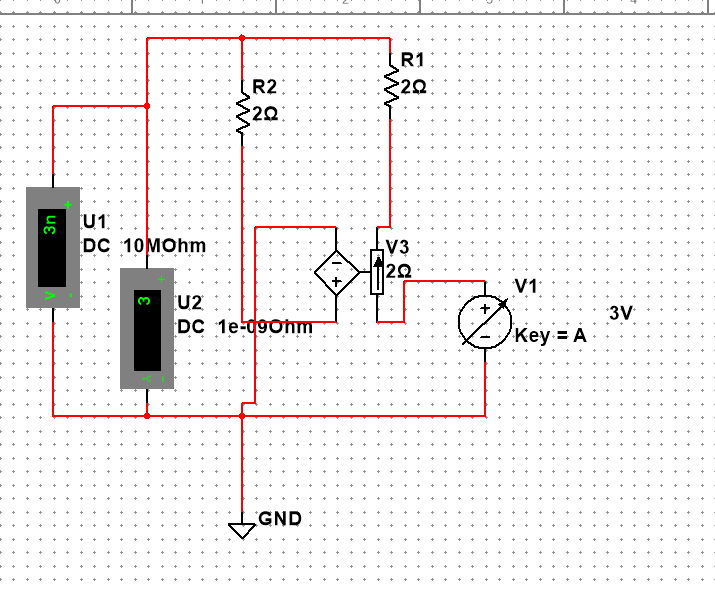 R1
2Ω
R2
2Ω
3n
+
U1
DC 10MOhm
V
-
V3
2Ω
−
+
V1
+
−
Key = A
3V
+
3
U2
DC 1e-09Ohm
A
-
GND